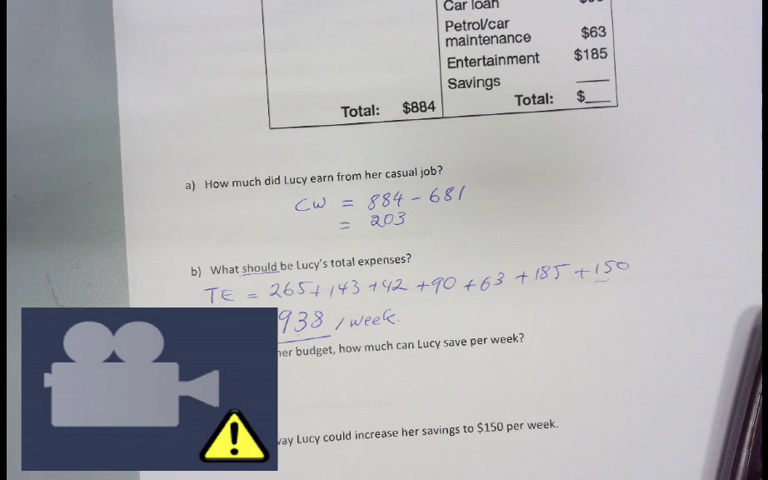 Car loan
Petrol/car
maintenance $63
Entertainment $185
Savings ____
Total: $884 Total: $___
a) How much did Lucy earn from her casual job?
CW = 884 - 681
= 203
b) What should be Lucy's total expenses?
TE = 265 + 143 + 42 + 90 + 63 + 185 + 150
938 / week.
her budget, how much can Lucy save per week?
way Lucy could increase her savings to $150 per week.